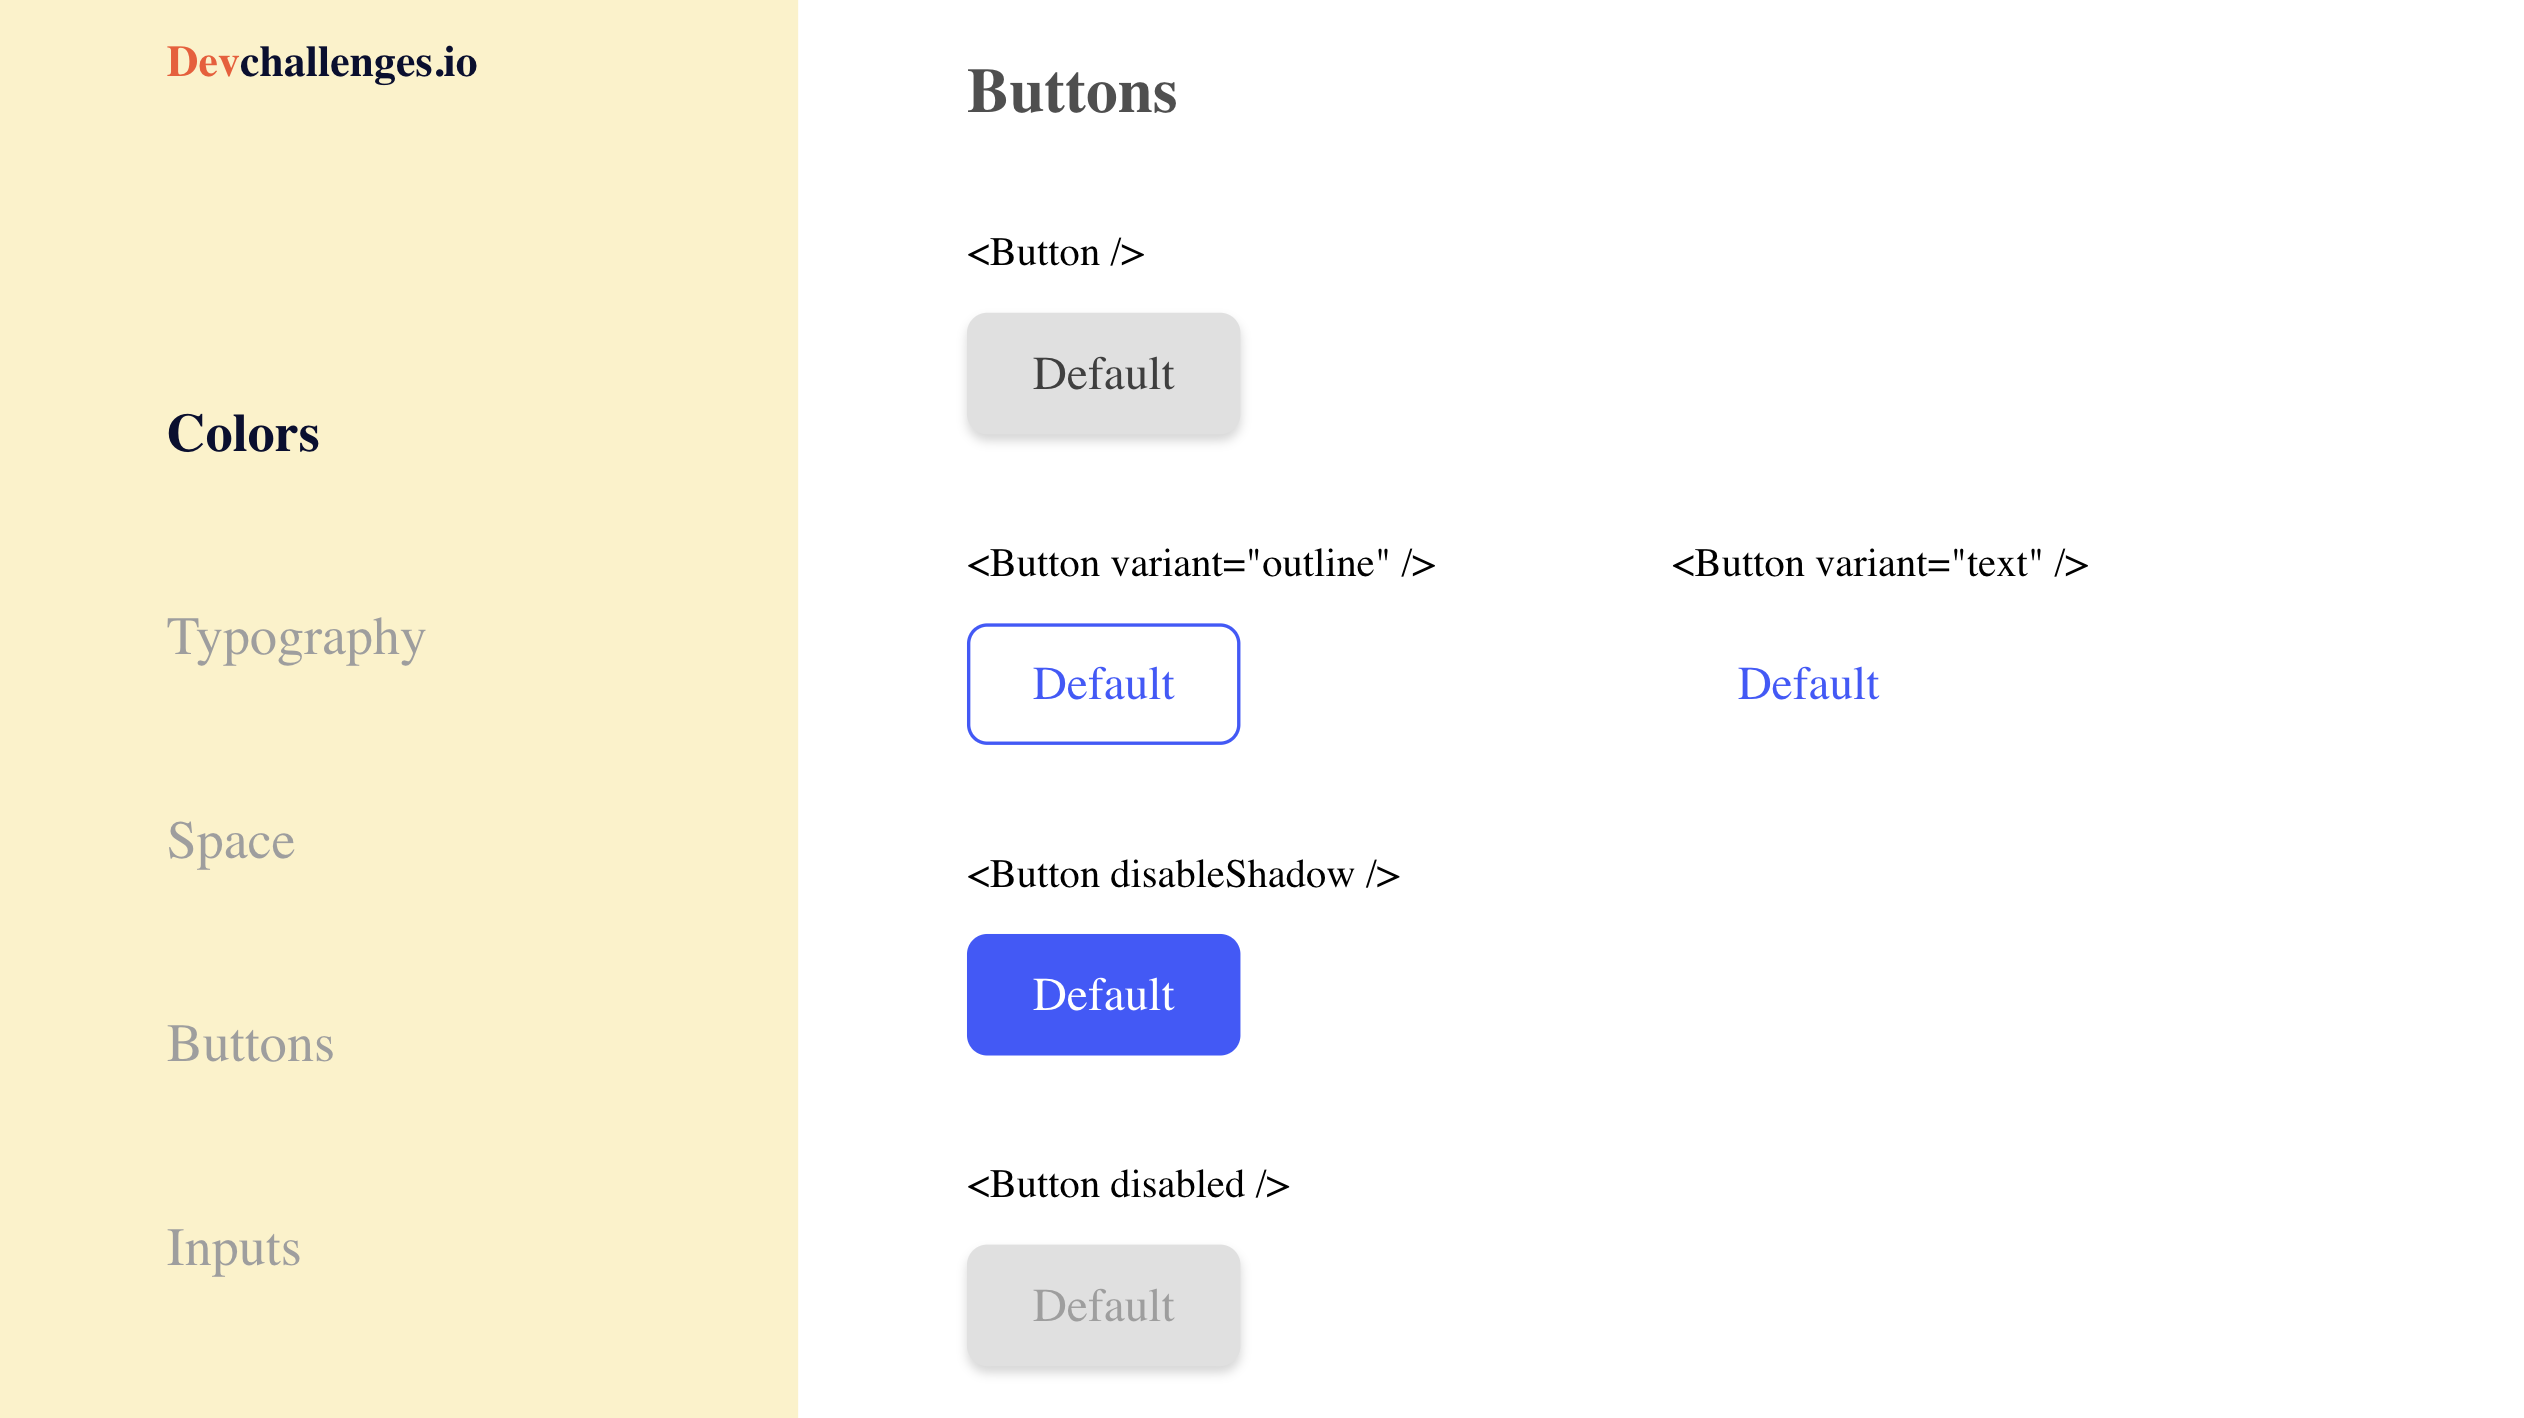 Devchallenges.io
Colors
Typography
Space
Buttons
Inputs
Buttons
<Button />
Default
<Button variant="outline" />
Default
<Button variant="text" />
Default
<Button disableShadow />
Default
<Button disabled />
Default